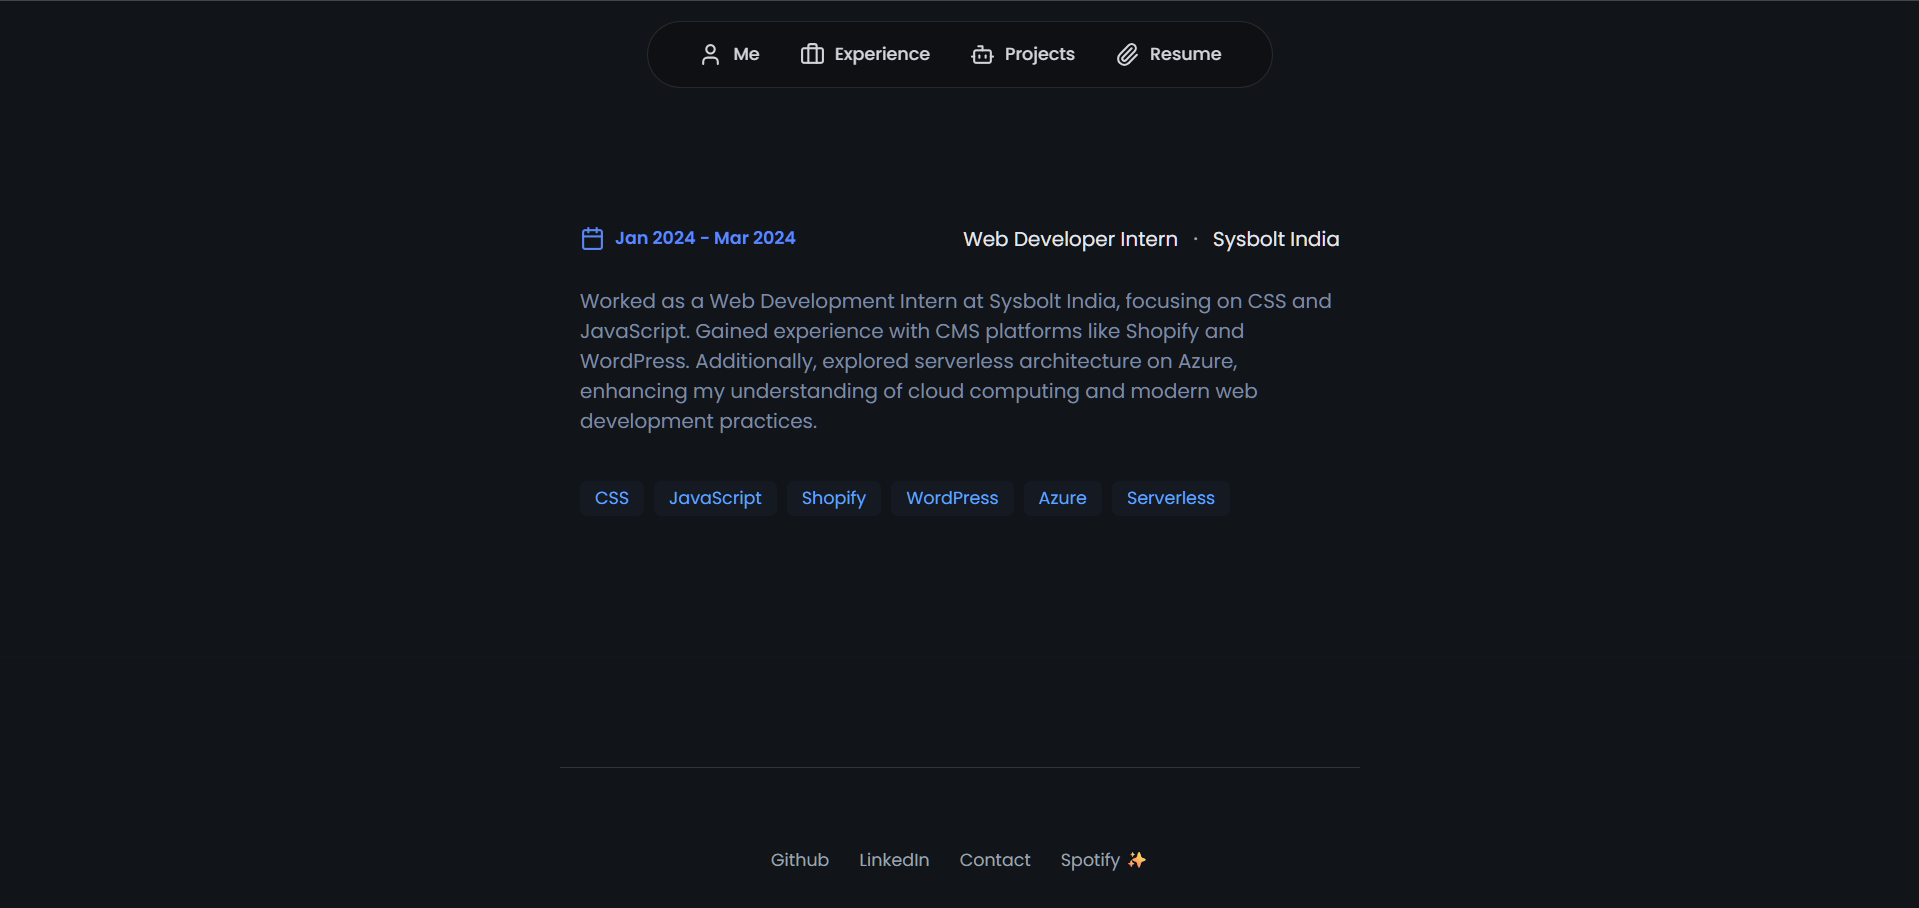 Me Experience Projects Resume
Jan 2024 - Mar 2024 Web Developer Intern · Sysbolt India
Worked as a Web Development Intern at Sysbolt India, focusing on CSS and
JavaScript. Gained experience with CMS platforms like Shopify and
WordPress. Additionally, explored serverless architecture on Azure,
enhancing my understanding of cloud computing and modern web
development practices.
CSS JavaScript Shopify WordPress Azure Serverless
Github LinkedIn Contact Spotify ✨